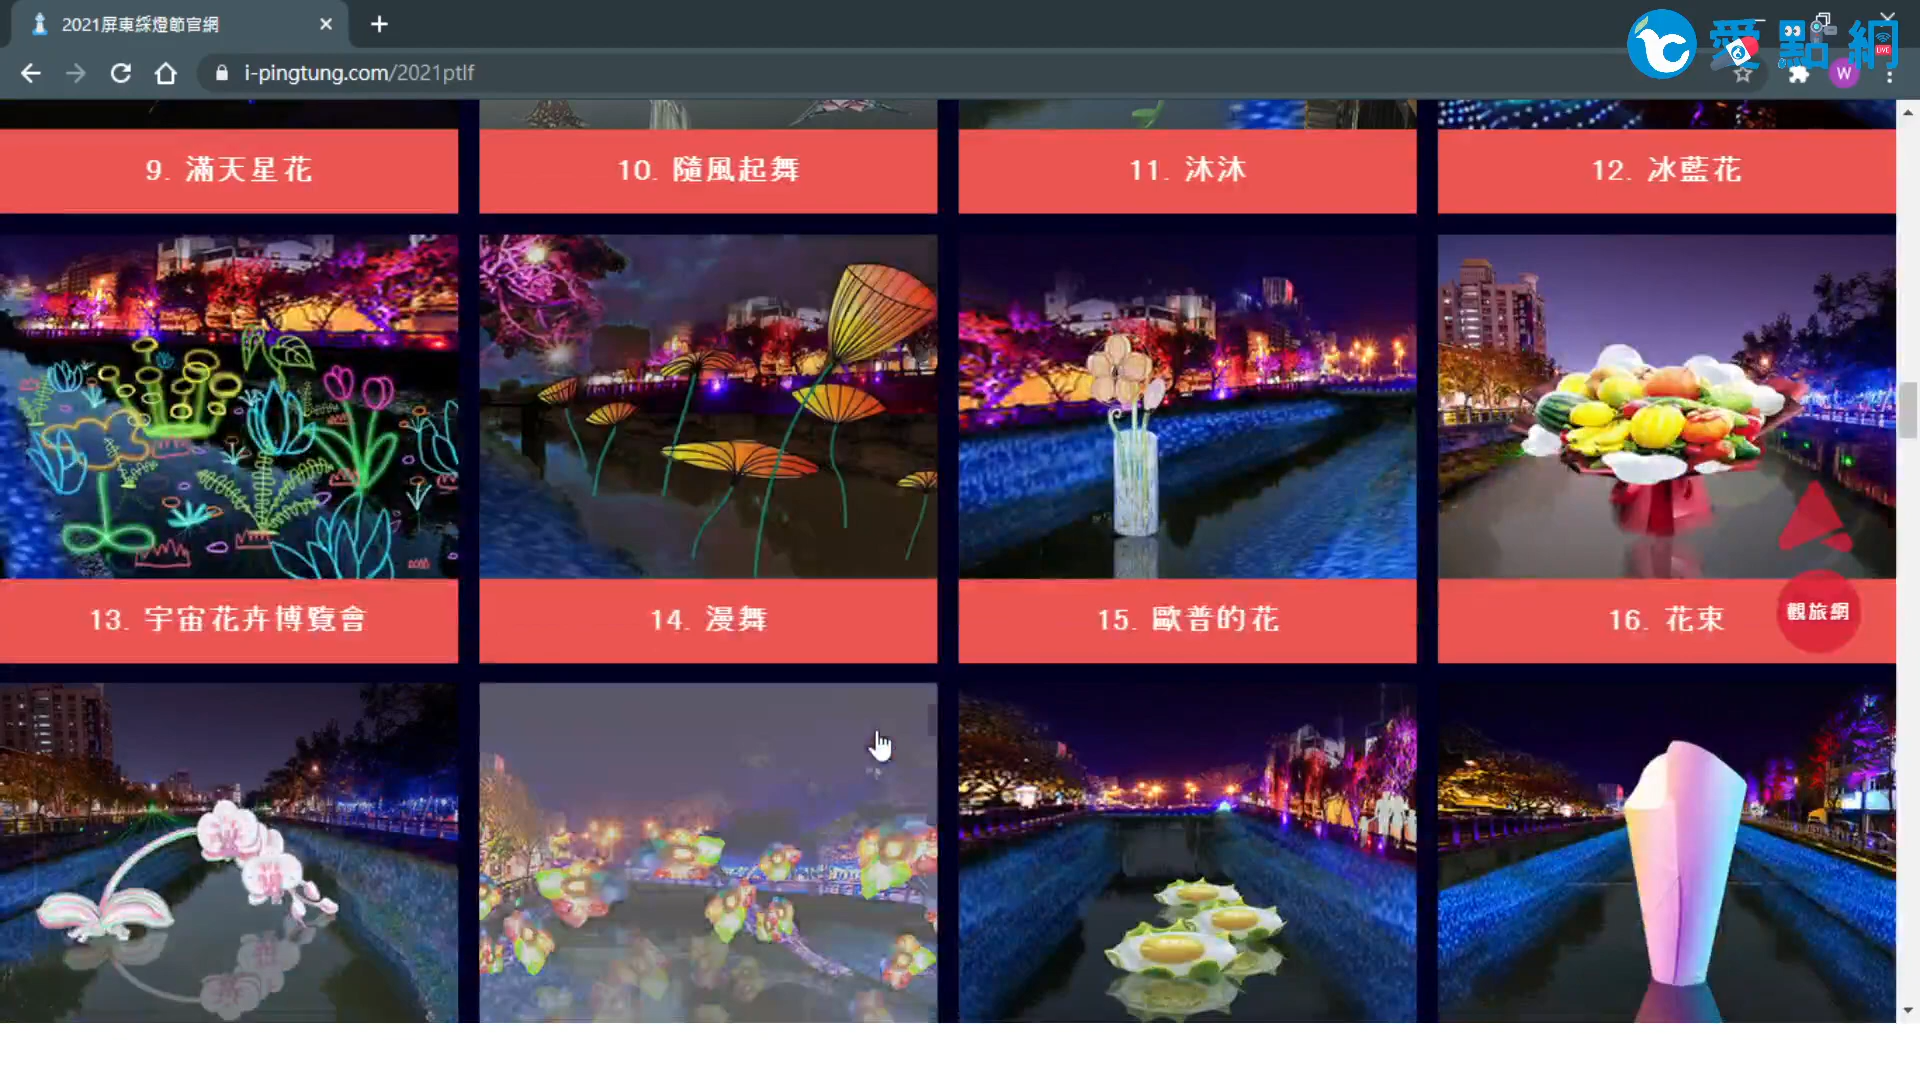 2021屏東綵燈節官網
愛點網
LIVE
i-pingtung.com/2021ptlf
W
9. 滿天星花
10. 隨風起舞
11. 沐沐
12. 冰藍花
13. 宇宙花卉博覽會
14. 漫舞
15. 歐普的花
16. 花束
觀旅網